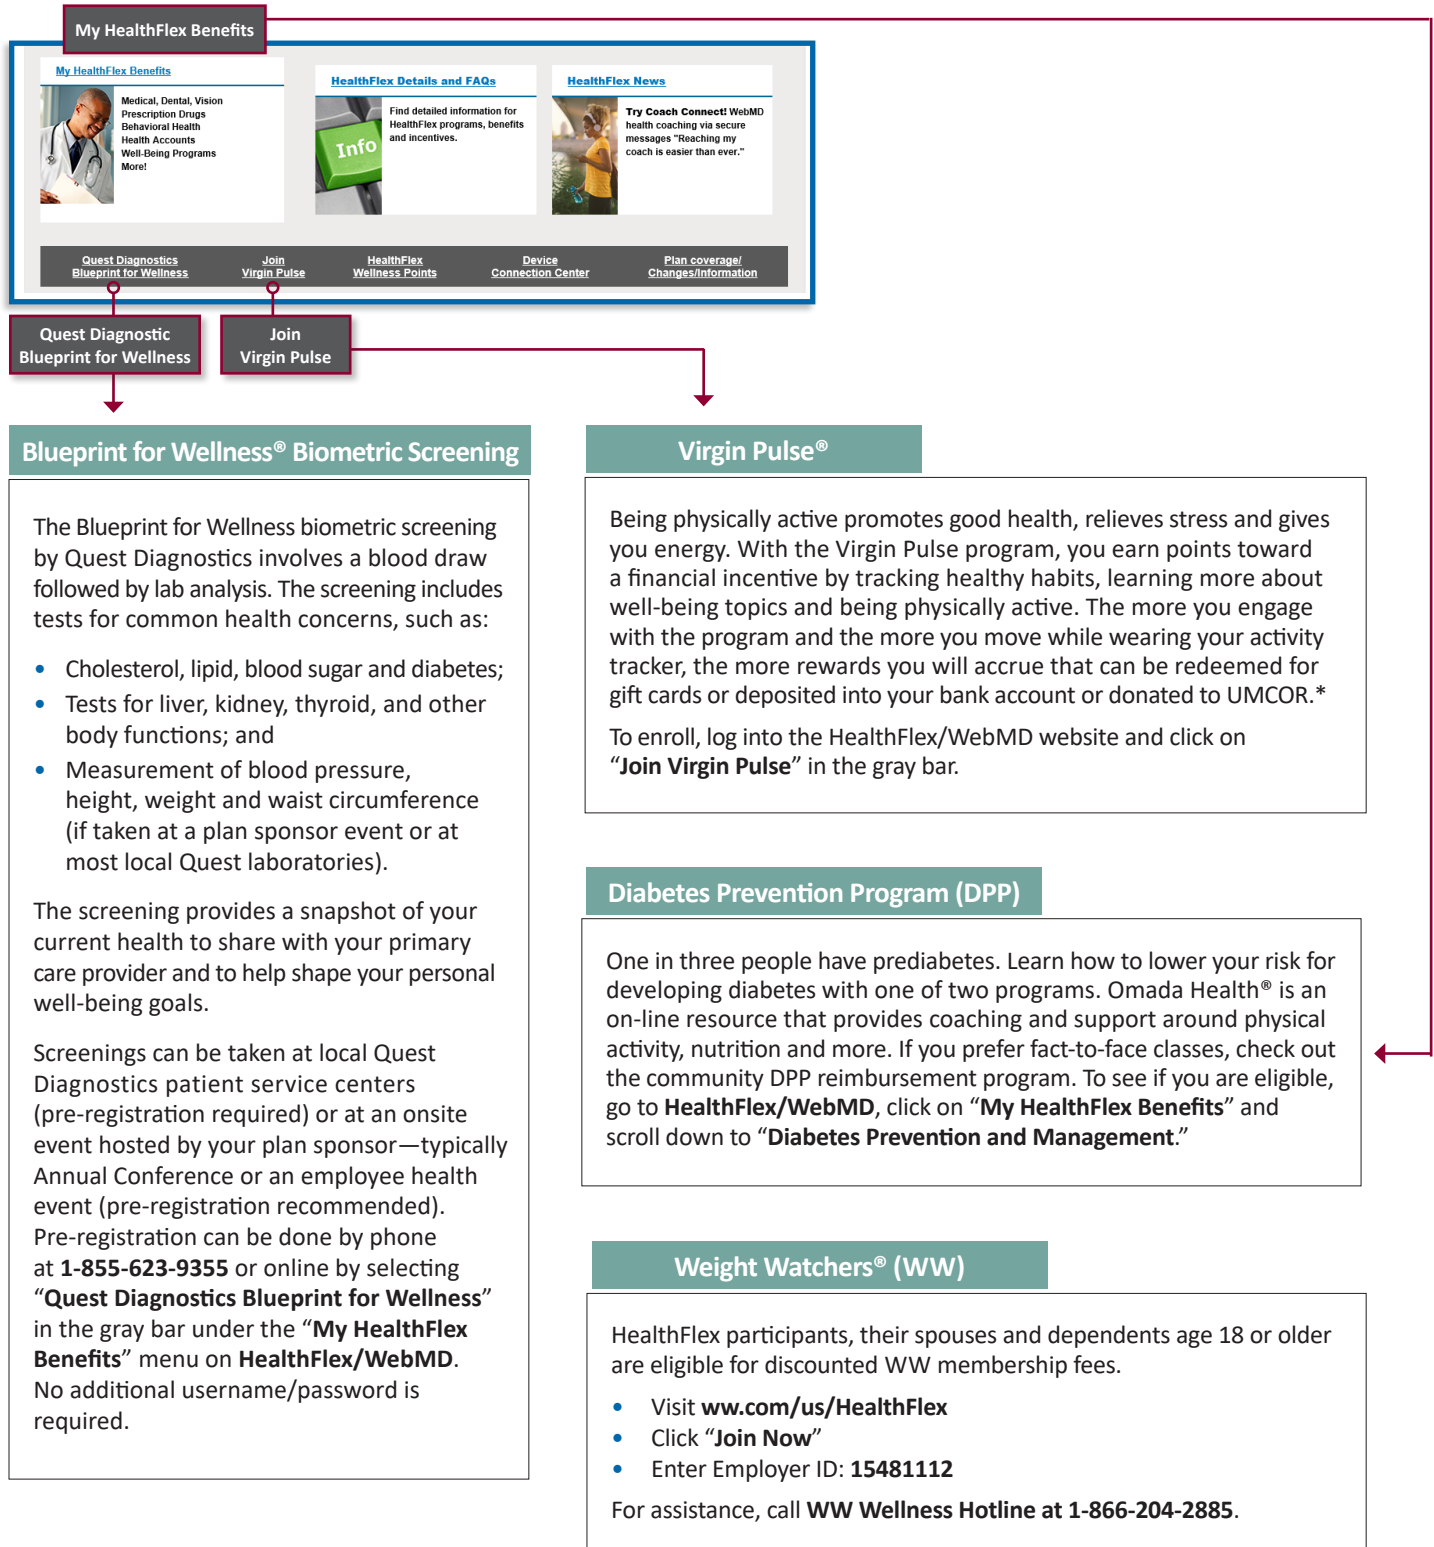 My HealthFlex Benefits
My HealthFlex Benefits
Medical, Dental, Vision
Prescription Drugs
Behavioral Health
Health Accounts
Well-Being Programs
More!
HealthFlex Details and FAQs
Info
Find detailed information for
HealthFlex programs, benefits
and incentives.
HealthFlex News
Try Coach Connect! WebMD
health coaching via secure
messages "Reaching my
coach is easier than ever."
Quest Diagnostics
Blueprint for Wellness
Join
Virgin Pulse
HealthFlex
Wellness Points
Device
Connection Center
Plan coverage/
Changes/Information
Quest Diagnostic
Blueprint for Wellness
Join
Virgin Pulse
Blueprint for Wellness® Biometric Screening
The Blueprint for Wellness biometric screening
by Quest Diagnostics involves a blood draw
followed by lab analysis. The screening includes
tests for common health concerns, such as:
• Cholesterol, lipid, blood sugar and diabetes;
• Tests for liver, kidney, thyroid, and other
body functions; and
• Measurement of blood pressure,
height, weight and waist circumference
(if taken at a plan sponsor event or at
most local Quest laboratories).
The screening provides a snapshot of your
current health to share with your primary
care provider and to help shape your personal
well-being goals.
Screenings can be taken at local Quest
Diagnostics patient service centers
(pre-registration required) or at an onsite
event hosted by your plan sponsor—typically
Annual Conference or an employee health
event (pre-registration recommended).
Pre-registration can be done by phone
at 1-855-623-9355 or online by selecting
“Quest Diagnostics Blueprint for Wellness”
in the gray bar under the “My HealthFlex
Benefits” menu on HealthFlex/WebMD.
No additional username/password is
required.
Virgin Pulse®
Being physically active promotes good health, relieves stress and gives
you energy. With the Virgin Pulse program, you earn points toward
a financial incentive by tracking healthy habits, learning more about
well-being topics and being physically active. The more you engage
with the program and the more you move while wearing your activity
tracker, the more rewards you will accrue that can be redeemed for
gift cards or deposited into your bank account or donated to UMCOR.*
To enroll, log into the HealthFlex/WebMD website and click on
“Join Virgin Pulse” in the gray bar.
Diabetes Prevention Program (DPP)
One in three people have prediabetes. Learn how to lower your risk for
developing diabetes with one of two programs. Omada Health® is an
on-line resource that provides coaching and support around physical
activity, nutrition and more. If you prefer fact-to-face classes, check out
the community DPP reimbursement program. To see if you are eligible,
go to HealthFlex/WebMD, click on “My HealthFlex Benefits” and
scroll down to “Diabetes Prevention and Management.”
Weight Watchers® (WW)
HealthFlex participants, their spouses and dependents age 18 or older
are eligible for discounted WW membership fees.
• Visit ww.com/us/HealthFlex
• Click “Join Now”
• Enter Employer ID: 15481112
For assistance, call WW Wellness Hotline at 1-866-204-2885.